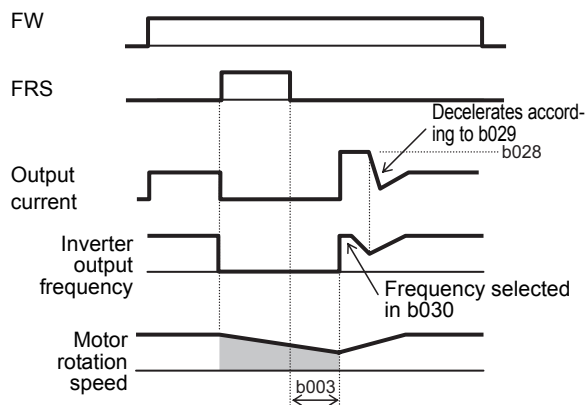 FW
FRS
Decelerates accord-
ing to b029
b028
Output
current
Inverter
output
frequency
Frequency selected
in b030
Motor
rotation
speed
b003